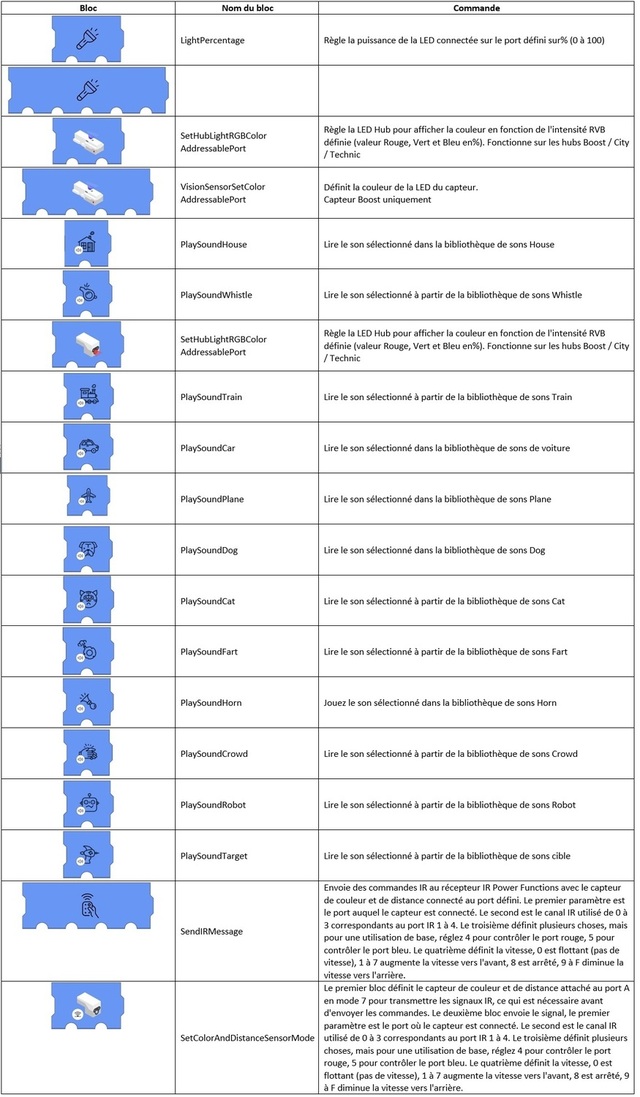 Bloc Nom du bloc Commande
LightPercentage Règle la puissance de la LED connectée sur le port défini sur% (0 à 100)
SetHubLightRGBColor
AddressablePort
Règle la LED Hub pour afficher la couleur en fonction de l'intensité RVB
définie (valeur Rouge, Vert et Bleu en%). Fonctionne sur les hubs Boost / City
/ Technic
VisionSensorSetColor
AddressablePort
Définit la couleur de la LED du capteur.
Capteur Boost uniquement
PlaySoundHouse Lire le son sélectionné dans la bibliothèque de sons House
PlaySoundWhistle Lire le son sélectionné à partir de la bibliothèque de sons Whistle
SetHubLightRGBColor
AddressablePort
Règle la LED Hub pour afficher la couleur en fonction de l'intensité RVB
définie (valeur Rouge, Vert et Bleu en%). Fonctionne sur les hubs Boost / City
/ Technic
PlaySoundTrain Lire le son sélectionné à partir de la bibliothèque de sons Train
PlaySoundCar Lire le son sélectionné dans la bibliothèque de sons de voiture
PlaySoundPlane Lire le son sélectionné dans la bibliothèque de sons Plane
PlaySoundDog Lire le son sélectionné dans la bibliothèque de sons Dog
PlaySoundCat Lire le son sélectionné à partir de la bibliothèque de sons Cat
PlaySoundFart Lire le son sélectionné à partir de la bibliothèque de sons Fart
PlaySoundHorn Jouez le son sélectionné dans la bibliothèque de sons Horn
PlaySoundCrowd Lire le son sélectionné à partir de la bibliothèque de sons Crowd
PlaySoundRobot Lire le son sélectionné à partir de la bibliothèque de sons Robot
PlaySoundTarget Lire le son sélectionné à partir de la bibliothèque de sons cible
SendIRMessage
Envoie des commandes IR au récepteur IR Power Functions avec le capteur
de couleur et de distance connecté au port défini. Le premier paramètre est
le port auquel le capteur est connecté. Le second est le canal IR utilisé de 0 à
3 correspondants au port IR 1 à 4. Le troisième définit plusieurs choses, mais
pour une utilisation de base, réglez 4 pour contrôler le port rouge, 5 pour
contrôler le port bleu. Le quatrième définit la vitesse, 0 est flottant (pas de
vitesse), 1 à 7 augmente la vitesse vers l'avant, 8 est arrêté, 9 à F diminue la
vitesse vers l'arrière.
SetColorAndDistanceSensorMode
Le premier bloc définit le capteur de couleur et de distance attaché au port A
en mode 7 pour transmettre les signaux IR, ce qui est nécessaire avant
d'envoyer les commandes. Le deuxième bloc envoie le signal, le premier
paramètre est le port où le capteur est connecté. Le second est le canal IR
utilisé de 0 à 3 correspondants au port IR 1 à 4. Le troisième définit plusieurs
choses, mais pour une utilisation de base, réglez 4 pour contrôler le port
rouge, 5 pour contrôler le port bleu. Le quatrième définit la vitesse, 0 est
flottant (pas de vitesse), 1 à 7 augmente la vitesse vers l'avant, 8 est arrêté, 9
à F diminue la vitesse vers l'arrière.